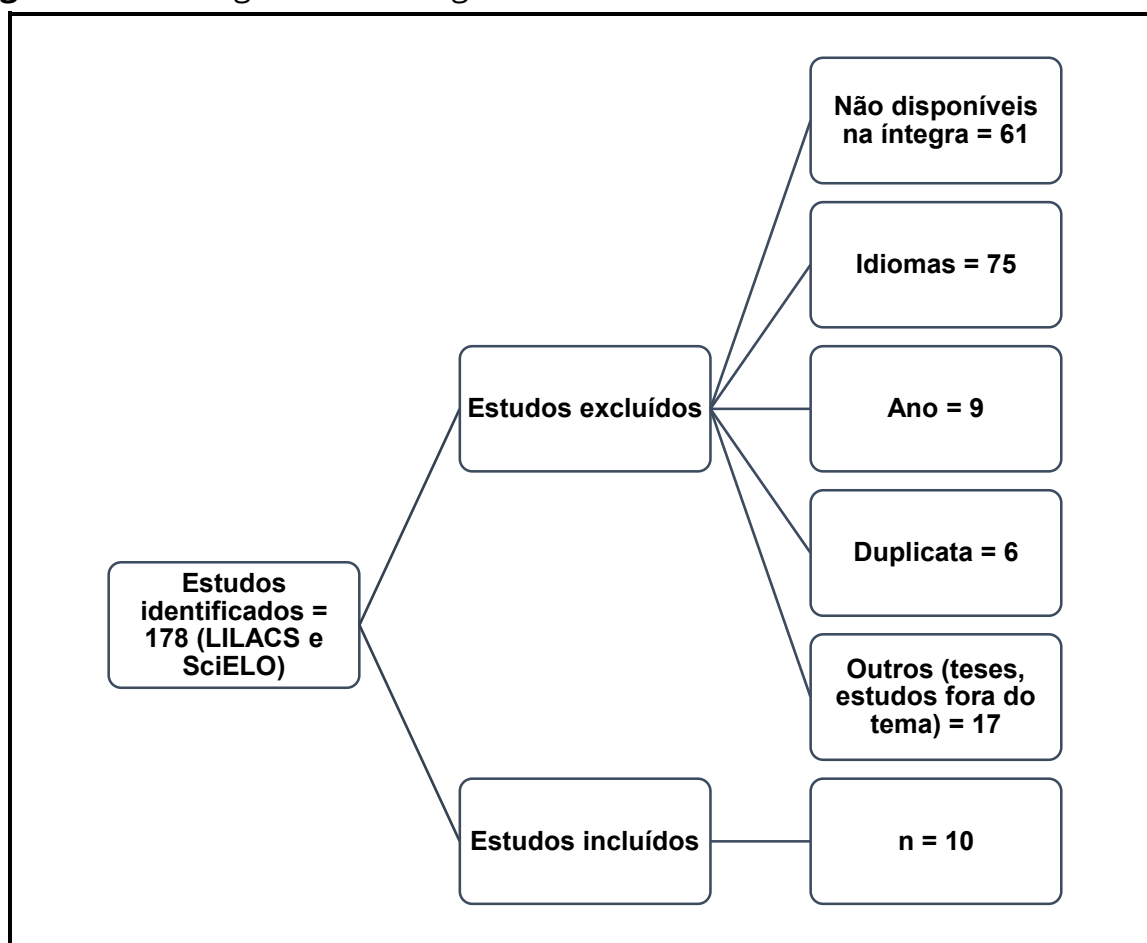 Não disponíveis
na íntegra = 61
Idiomas = 75
Estudos excluídos
Ano = 9
Duplicata = 6
Estudos
identificados =
178 (LILACS e
SciELO)
Outros (teses,
estudos fora do
tema) = 17
Estudos incluídos
n = 10